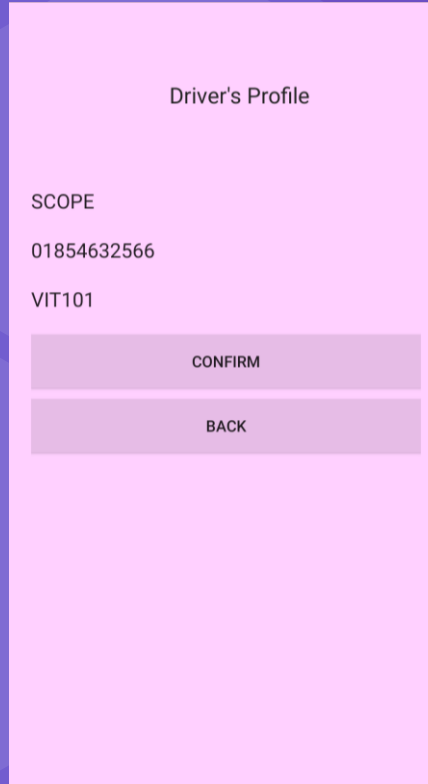 Driver's Profile
SCOPE
01854632566
VIT101
CONFIRM
BACK